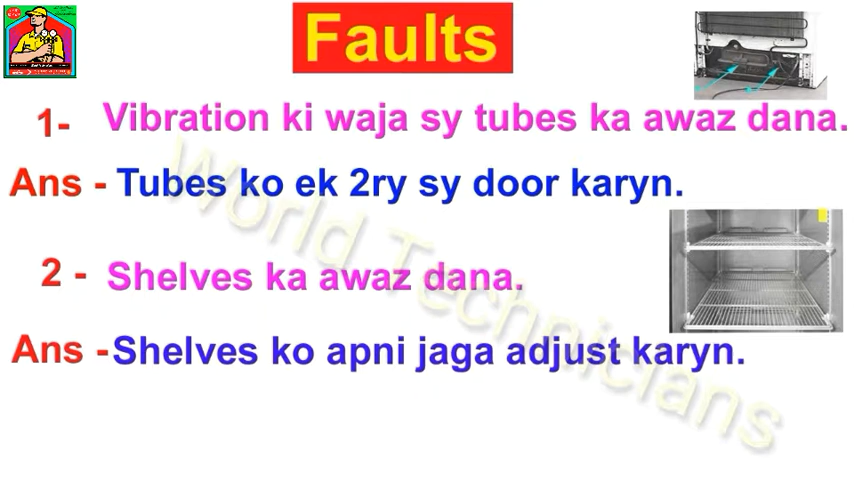 Faults
1- Vibration ki waja sy tubes ka awaz dana.
Ans - Tubes ko ek 2ry sy door karyn.
2 - Shelves ka awaz dana.
Ans - Shelves ko apni jaga adjust karyn.
World Technicians